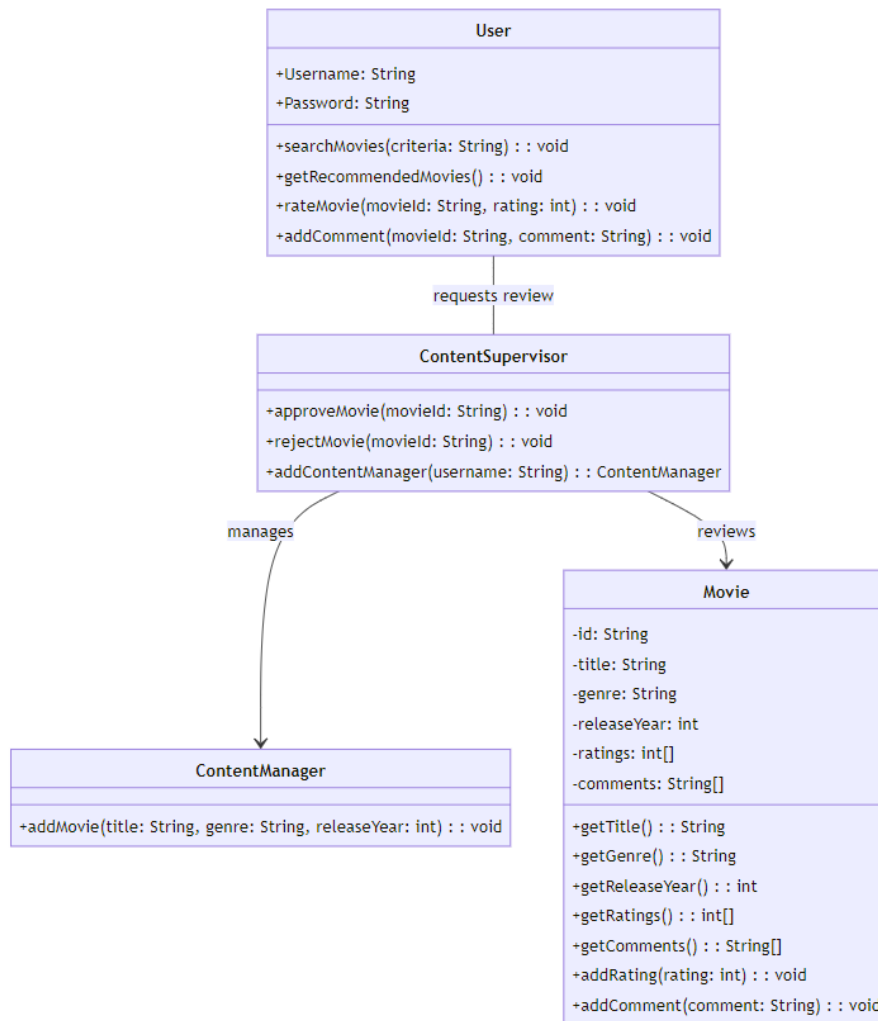 User
+Username: String
+Password: String
+searchMovies(criteria: String) : : void
+getRecommendedMovies() : : void
+rateMovie(movieId: String, rating: int) : : void
+addComment(movieId: String, comment: String) : : void
requests review
ContentSupervisor
+approveMovie(movieId: String) : : void
+rejectMovie(movieId: String) : : void
+addContentManager(username: String) : : ContentManager
manages
reviews
Movie
-id: String
-title: String
-genre: String
-releaseYear: int
-ratings: int[]
-comments: String[]
ContentManager
+addMovie(title: String, genre: String, releaseYear: int) : : void
+getTitle() : : String
+getGenre() : : String
+getReleaseYear() : : int
+getRatings() : : int[]
+getComments() : : String[]
+addRating(rating: int) : : void
+addComment(comment: String) : : void